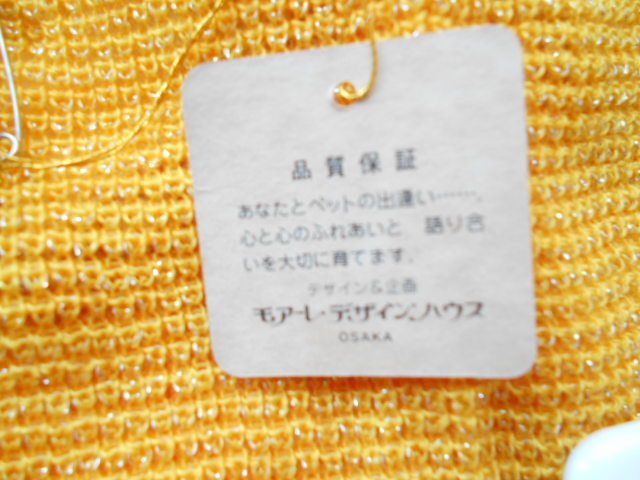 品質保証
あなたとペットの出逢い……。
心と心のふれあいと 語り合
いを大切に育てます。
デザイン&企画
モアーレ・デザインハウス
OSAKA